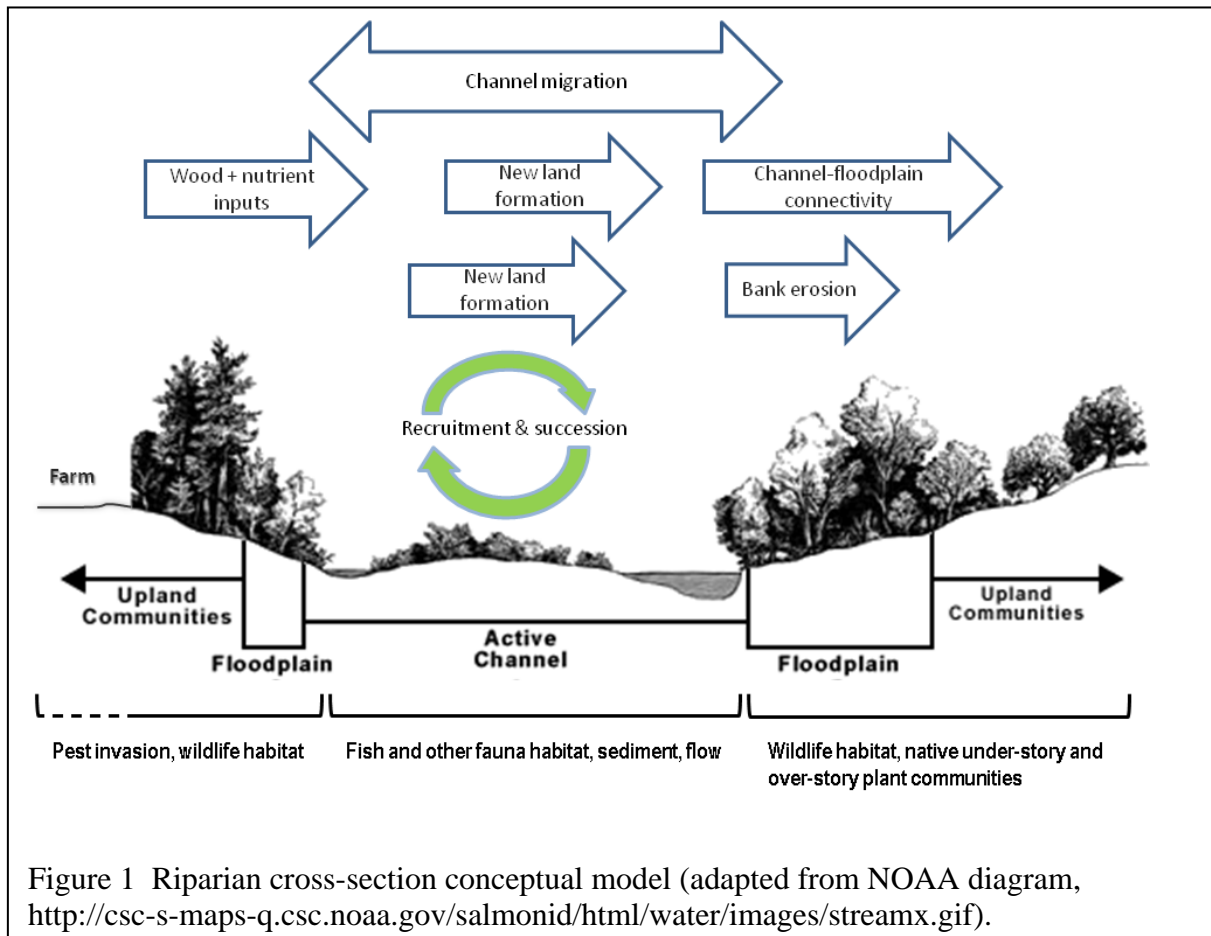 Channel migration
Wood + nutrient
inputs
New land
formation
Channel-floodplain
connectivity
New land
formation
Bank erosion
Recruitment & succession
Farm
Upland
Communities
Floodplain
Active
Channel
Floodplain
Upland
Communities
Pest invasion, wildlife habitat
Fish and other fauna habitat, sediment, flow
Wildlife habitat, native under-story and
over-story plant communities
Figure 1  Riparian cross-section conceptual model (adapted from NOAA diagram,
http://csc-s-maps-q.csc.noaa.gov/salmonid/html/water/images/streamx.gif).